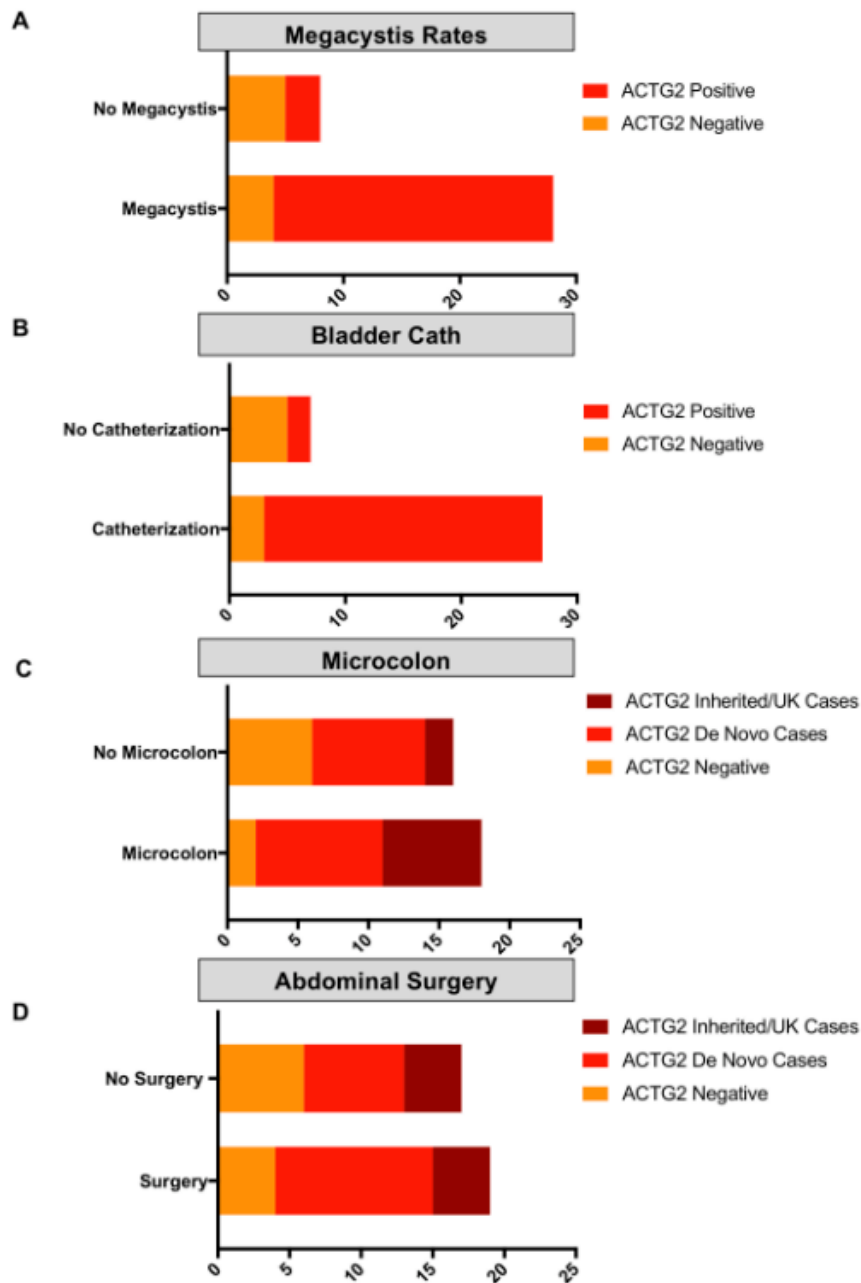 A
Megacystis Rates
No Megacystis
Megacystis
ACTG2 Positive
ACTG2 Negative
0 10 20 30
B
Bladder Cath
No Catheterization
Catheterization
ACTG2 Positive
ACTG2 Negative
0 10 20 30
C
Microcolon
No Microcolon
Microcolon
ACTG2 Inherited/UK Cases
ACTG2 De Novo Cases
ACTG2 Negative
0 5 10 15 20 25
D
Abdominal Surgery
No Surgery
Surgery
ACTG2 Inherited/UK Cases
ACTG2 De Novo Cases
ACTG2 Negative
0 5 10 15 20 25